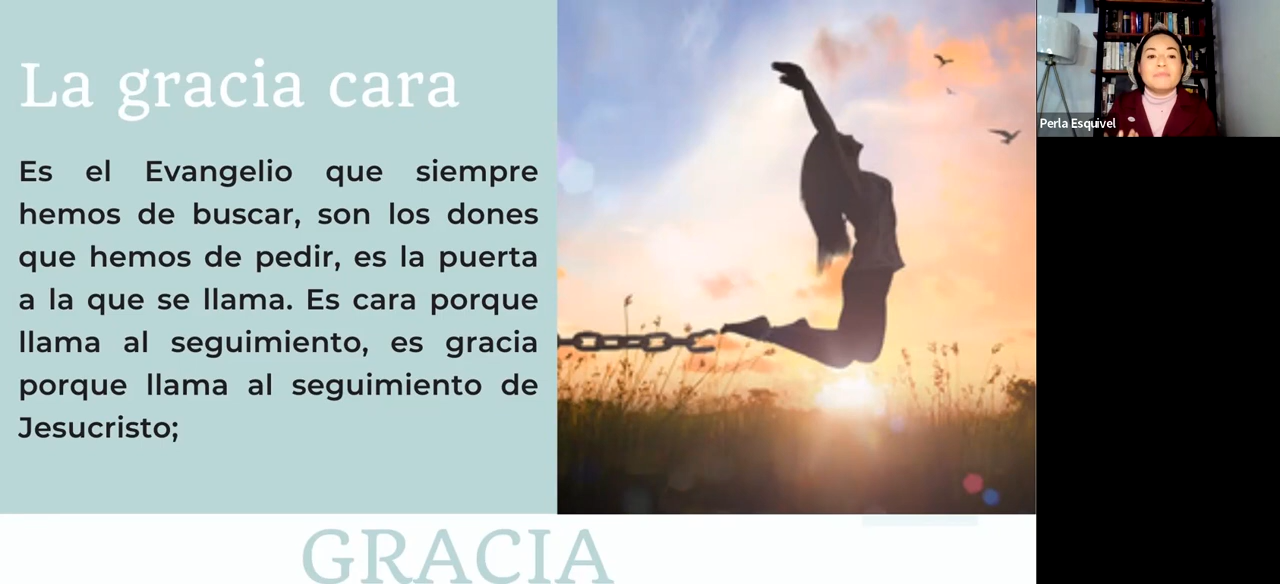 La gracia cara
Es el Evangelio que siempre
hemos de buscar, son los dones
que hemos de pedir, es la puerta
a la que se llama. Es cara porque
llama al seguimiento, es gracia
porque llama al seguimiento de
Jesucristo;
GRACIA
Perla Esquivel